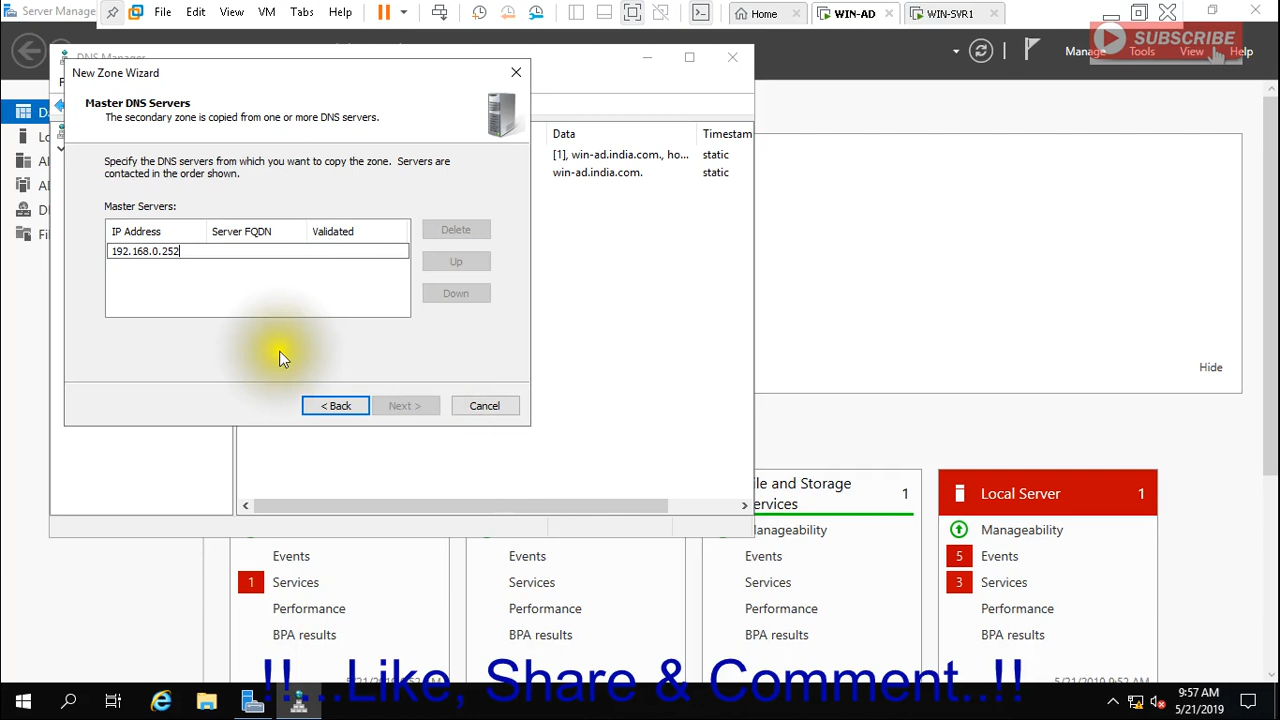 Server Manage
File
Edit
View
VM
Tabs
Help
Home
WIN-AD
WIN-SVR1
SUBSCRIBE
Manage
Tools
View
Help
DNS Manager
New Zone Wizard
Master DNS Servers
The secondary zone is copied from one or more DNS servers.
Specify the DNS servers from which you want to copy the zone. Servers are
contacted in the order shown.
Master Servers:
IP Address
Server FQDN
Validated
192.168.0.252
Delete
Up
Down
< Back
Next >
Cancel
Data
Timestam
[1], win-ad.india.com., ho...
static
win-ad.india.com.
static
Hide
ile and Storage
ervices
1
Local Server
1
Manageability
Manageability
Events
Events
Events
5
Events
1
Services
Services
Services
3
Services
Performance
Performance
Performance
Performance
BPA results
BPA results
BPA results
BPA results
!!...Like, Share & Comment..!!
9:57 AM
5/21/2019